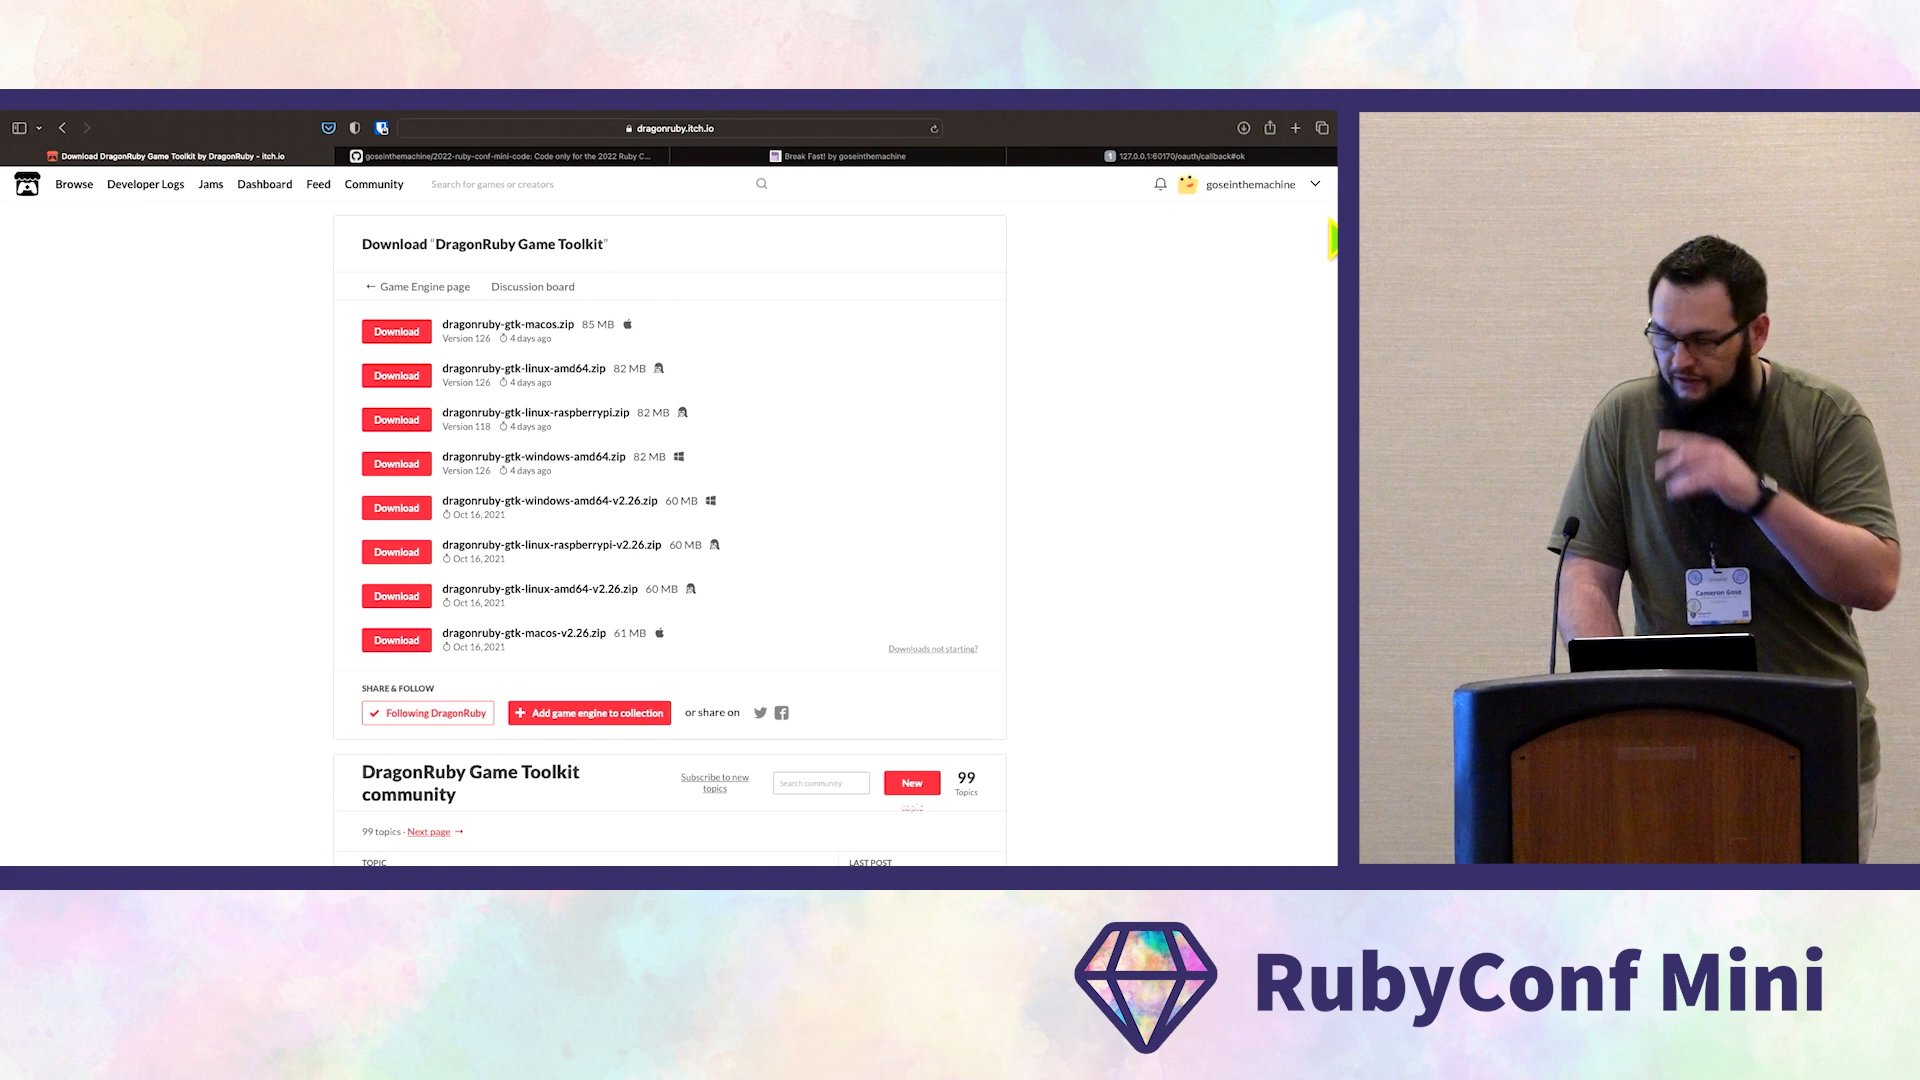 dragonruby.itch.io
Download DragonRuby Game Toolkit by DragonRuby - itch.io
goseinthemachine/2022-ruby-conf-mini-code: Code only for the 2022 Ruby C...
Break Fast! by goseinthemachine
1 127.0.0.1:60170/oauth/callback#ok
Browse Developer Logs Jams Dashboard Feed Community Search for games or creators goseinthemachine
Download "DragonRuby Game Toolkit"
← Game Engine page Discussion board
Download dragonruby-gtk-macos.zip 85 MB
Version 126 4 days ago
Download dragonruby-gtk-linux-amd64.zip 82 MB
Version 126 4 days ago
Download dragonruby-gtk-linux-raspberrypi.zip 82 MB
Version 118 4 days ago
Download dragonruby-gtk-windows-amd64.zip 82 MB
Version 126 4 days ago
Download dragonruby-gtk-windows-amd64-v2.26.zip 60 MB
Oct 16, 2021
Download dragonruby-gtk-linux-raspberrypi-v2.26.zip 60 MB
Oct 16, 2021
Download dragonruby-gtk-linux-amd64-v2.26.zip 60 MB
Oct 16, 2021
Download dragonruby-gtk-macos-v2.26.zip 61 MB
Oct 16, 2021
Downloads not starting?
SHARE & FOLLOW
Following DragonRuby Add game engine to collection or share on
DragonRuby Game Toolkit
community
Subscribe to new
topics
Search community
New
topic
99
Topics
99 topics · Next page →
TOPIC LAST POST
Cameron Gose
RubyConf Mini